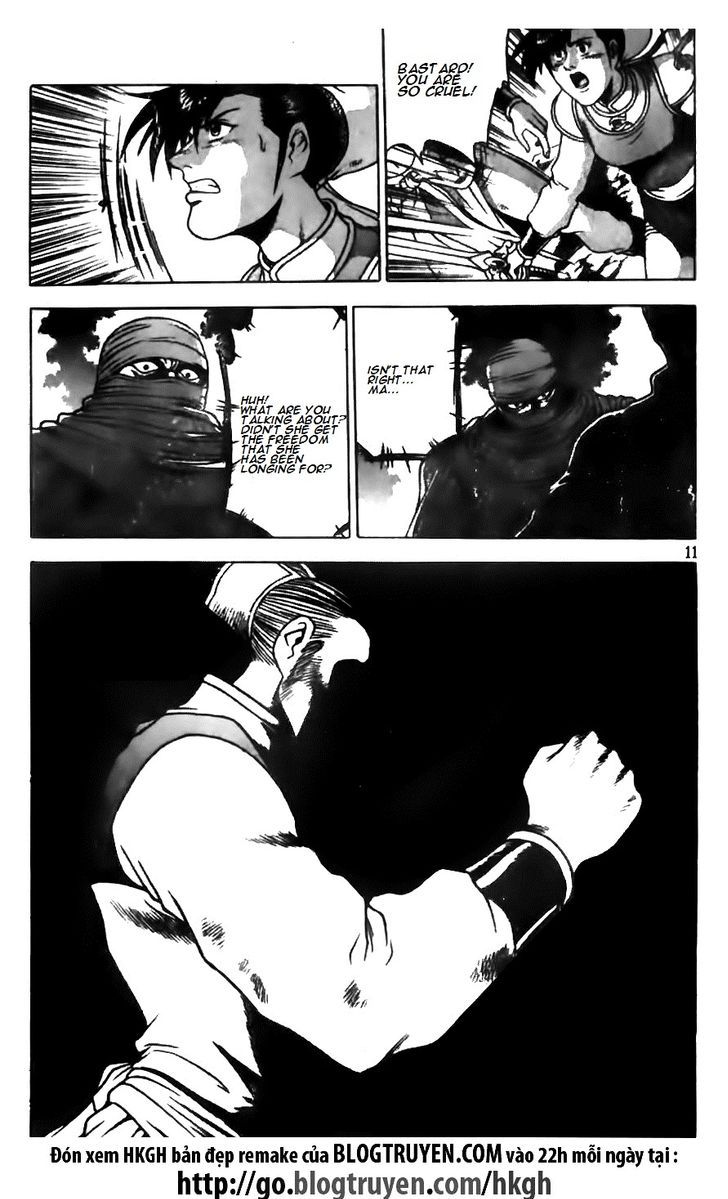 BASTARD!
YOU ARE
SO CRUEL!
HUH!
WHAT ARE YOU
TALKING ABOUT?
DIDN'T SHE GET
THE FREEDOM
THAT SHE
HAS BEEN
LONGING FOR?
ISN'T THAT
RIGHT...
MA...
11
Đón xem HKGH bản đẹp remake của BLOGTRUYEN.COM vào 22h mỗi ngày tại :
http://go.blogtruyen.com/hkgh